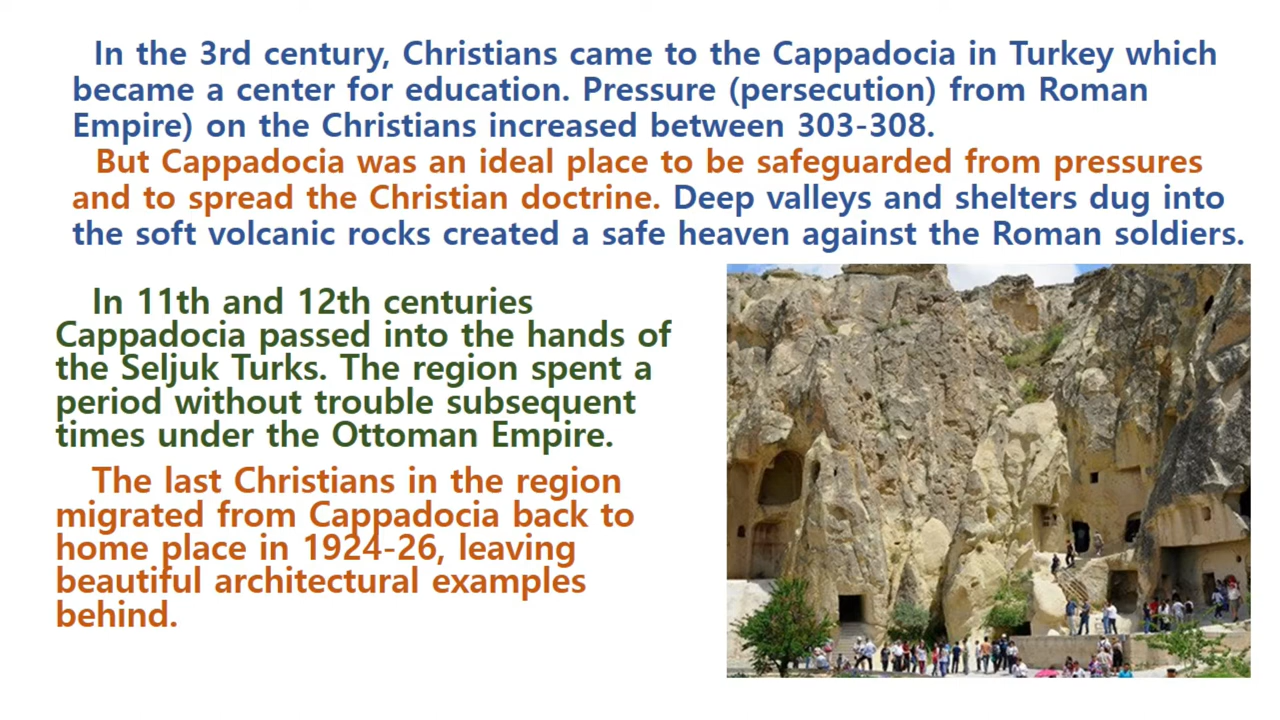 In the 3rd century, Christians came to the Cappadocia in Turkey which
became a center for education. Pressure (persecution) from Roman
Empire) on the Christians increased between 303-308.
But Cappadocia was an ideal place to be safeguarded from pressures
and to spread the Christian doctrine. Deep valleys and shelters dug into
the soft volcanic rocks created a safe heaven against the Roman soldiers.
In 11th and 12th centuries
Cappadocia passed into the hands of
the Seljuk Turks. The region spent a
period without trouble subsequent
times under the Ottoman Empire.
The last Christians in the region
migrated from Cappadocia back to
home place in 1924-26, leaving
beautiful architectural examples
behind.